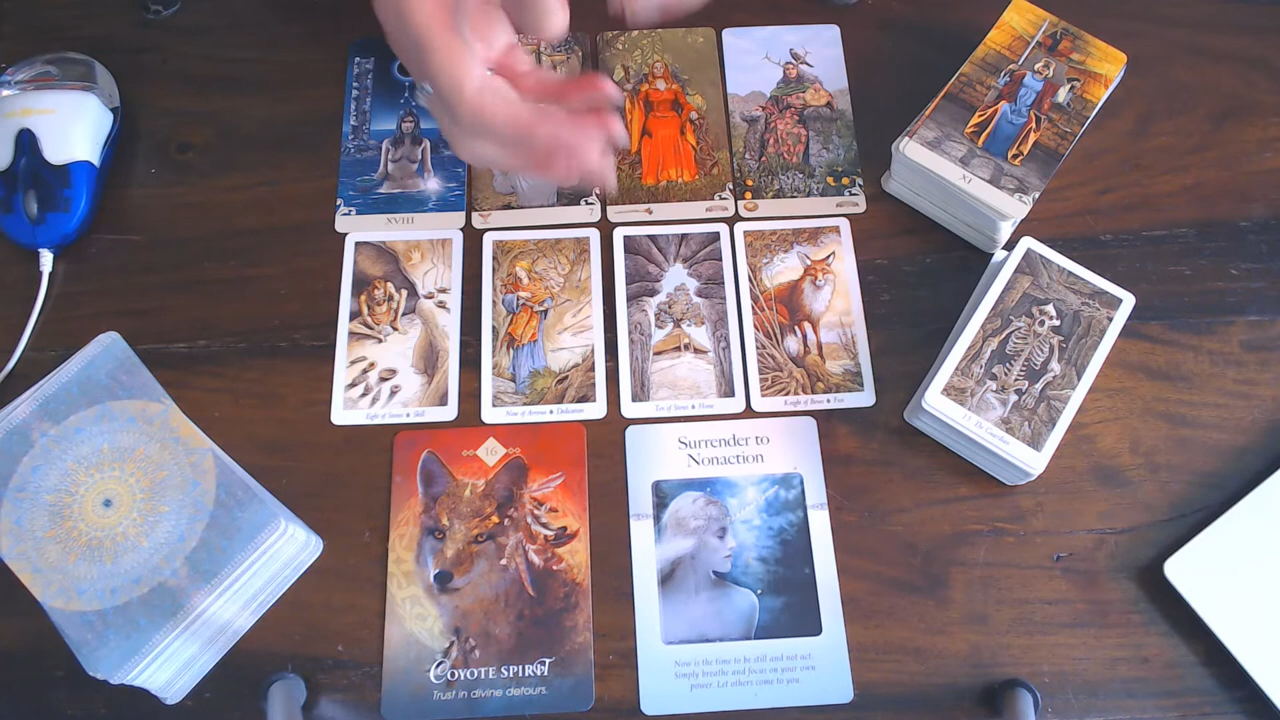 XVIII
7
XI
Eight of Stones Skill
Nine of Arrows Dedication
Ten of Stones Home
Knight of Bows Fox
13 The Guardian
16
COYOTE SPIRIT
Trust in divine detours.
Surrender to
Nonaction
Now is the time to be still and not act.
Simply breathe and focus on your own
power. Let others come to you.